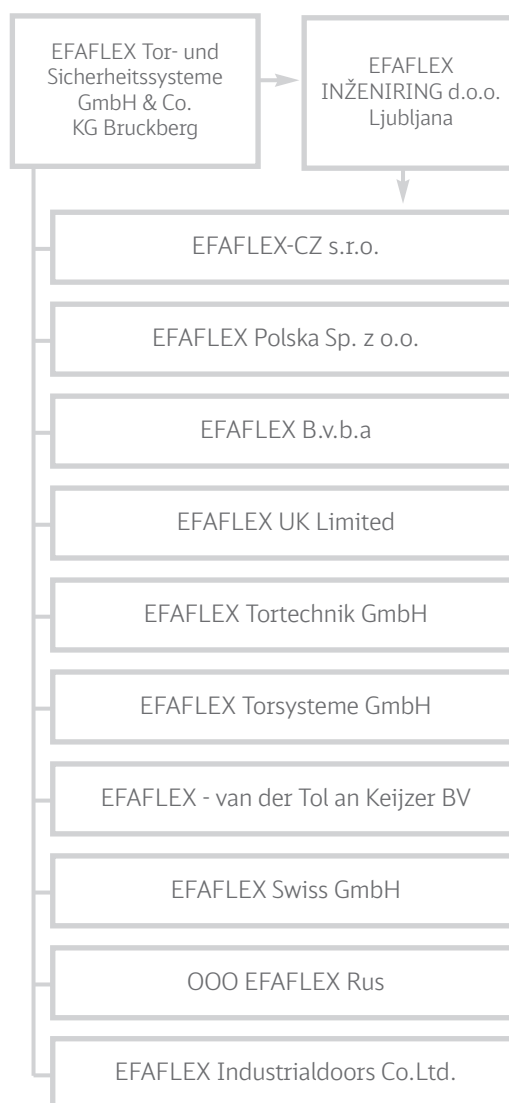 EFAFLEX Tor- und
Sicherheitssysteme
GmbH & Co.
KG Bruckberg
EFAFLEX
INŽENIRING d.o.o.
Ljubljana
EFAFLEX-CZ s.r.o.
EFAFLEX Polska Sp. z o.o.
EFAFLEX B.v.b.a
EFAFLEX UK Limited
EFAFLEX Tortechnik GmbH
EFAFLEX Torsysteme GmbH
EFAFLEX - van der Tol an Keijzer BV
EFAFLEX Swiss GmbH
OOO EFAFLEX Rus
EFAFLEX Industrialdoors Co.Ltd.